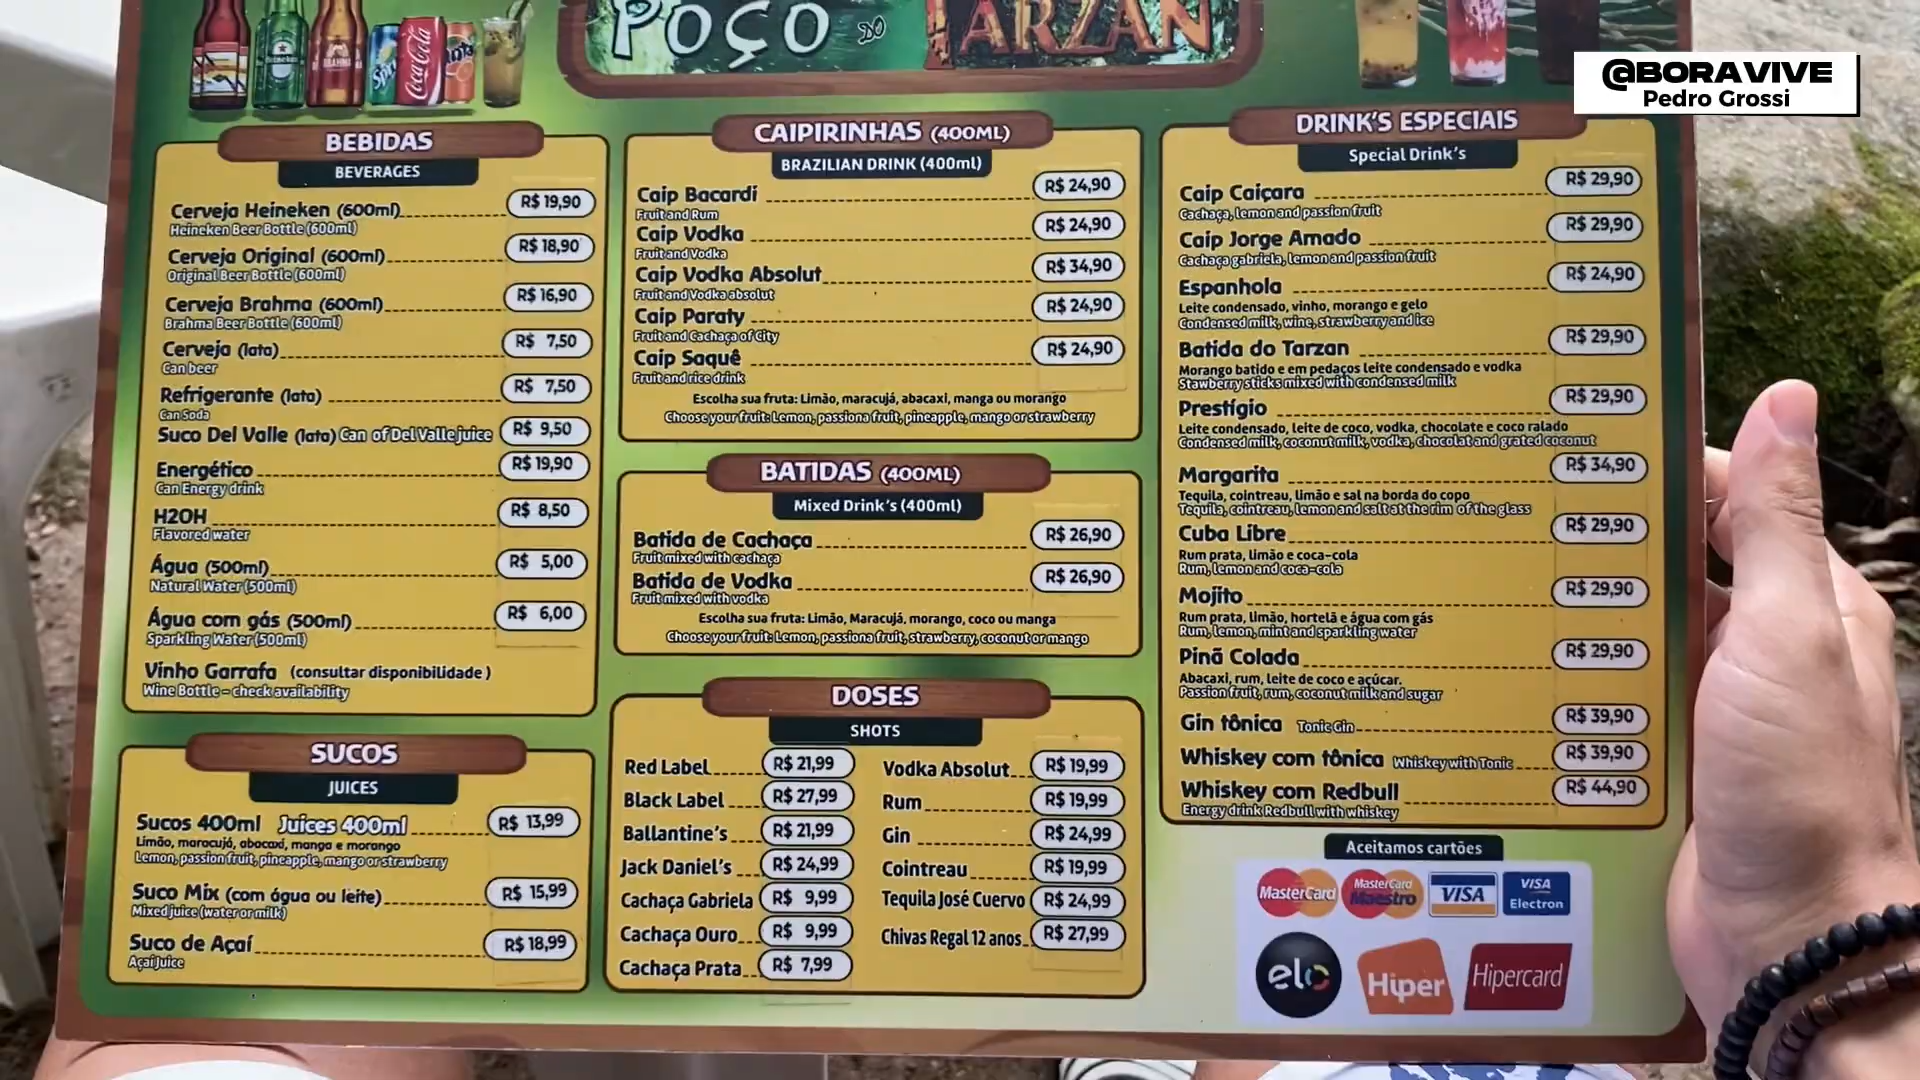 POÇO DO TARZAN
@BORAVIVE
Pedro Grossi
Heineken
BRAHMA
Coca-Cola
BEBIDAS
BEVERAGES
Cerveja Heineken (600ml) R$ 19,90
Heineken Beer Bottle (600ml)
Cerveja Original (600ml) R$ 18,90
Original Beer Bottle (600ml)
Cerveja Brahma (600ml) R$ 16,90
Brahma Beer Bottle (600ml)
Cerveja (lata) R$ 7,50
Can beer
Refrigerante (lata) R$ 7,50
Can Soda
Suco Del Valle (lata) Can of Del Valle juice R$ 9,50
Energético R$ 19,90
Can Energy drink
H2OH R$ 8,50
Flavored water
Água (500ml) R$ 5,00
Natural Water (500ml)
Água com gás (500ml) R$ 6,00
Sparkling Water (500ml)
Vinho Garrafa (consultar disponibilidade)
Wine Bottle - check availability
SUCOS
JUICES
Sucos 400ml Juices 400ml R$ 13,99
Limão, maracujá, abacaxi, manga e morango
Lemon, passion fruit, pineapple, mango or strawberry
Suco Mix (com água ou leite) R$ 15,99
Mixed juice (water or milk)
Suco de Açaí R$ 18,99
Açaí Juice
CAIPIRINHAS (400ML)
BRAZILIAN DRINK (400ml)
Caip Bacardi R$ 24,90
Fruit and Rum
Caip Vodka R$ 24,90
Fruit and Vodka
Caip Vodka Absolut R$ 34,90
Fruit and Vodka absolut
Caip Paraty R$ 24,90
Fruit and Cachaça of City
Caip Saquê R$ 24,90
Fruit and rice drink
Escolha sua fruta: Limão, maracujá, abacaxi, manga ou morango
Choose your fruit: Lemon, passiona fruit, pineapple, mango or strawberry
BATIDAS (400ML)
Mixed Drink's (400ml)
Batida de Cachaça R$ 26,90
Fruit mixed with cachaça
Batida de Vodka R$ 26,90
Fruit mixed with vodka
Escolha sua fruta: Limão, Maracujá, morango, coco ou manga
Choose your fruit: Lemon, passiona fruit, strawberry, coconut or mango
DOSES
SHOTS
Red Label R$ 21,99
Black Label R$ 27,99
Ballantine's R$ 21,99
Jack Daniel's R$ 24,99
Cachaça Gabriela R$ 9,99
Cachaça Ouro R$ 9,99
Cachaça Prata R$ 7,99
Vodka Absolut R$ 19,99
Rum R$ 19,99
Gin R$ 24,99
Cointreau R$ 19,99
Tequila José Cuervo R$ 24,99
Chivas Regal 12 anos R$ 27,99
DRINK'S ESPECIAIS
Special Drink's
Caip Caiçara R$ 29,90
Cachaça, lemon and passion fruit
Caip Jorge Amado R$ 29,90
Cachaça gabriela, lemon and passion fruit
Espanhola R$ 24,90
Leite condensado, vinho, morango e gelo
Condensed milk, wine, strawberry and ice
Batida do Tarzan R$ 29,90
Morango batido e em pedaços leite condensado e vodka
Stawberry sticks mixed with condensed milk
Prestígio R$ 29,90
Leite condensado, leite de coco, vodka, chocolate e coco ralado
Condensed milk, coconut milk, vodka, chocolat and grated coconut
Margarita R$ 34,90
Tequila, cointreau, limão e sal na borda do copo
Tequila, cointreau, lemon and salt at the rim of the glass
Cuba Libre R$ 29,90
Rum prata, limão e coca-cola
Rum, lemon and coca-cola
Mojito R$ 29,90
Rum prata, limão, hortelã e água com gás
Rum, lemon, mint and sparkling water
Pinã Colada R$ 29,90
Abacaxi, rum, leite de coco e açúcar.
Passion fruit, rum, coconut milk and sugar
Gin tônica Tonic Gin R$ 39,90
Whiskey com tônica Whiskey with Tonic R$ 39,90
Whiskey com Redbull R$ 44,90
Energy drink Redbull with whiskey
Aceitamos cartões
MasterCard MasterCard Maestro VISA VISA Electron
elo Hiper Hipercard